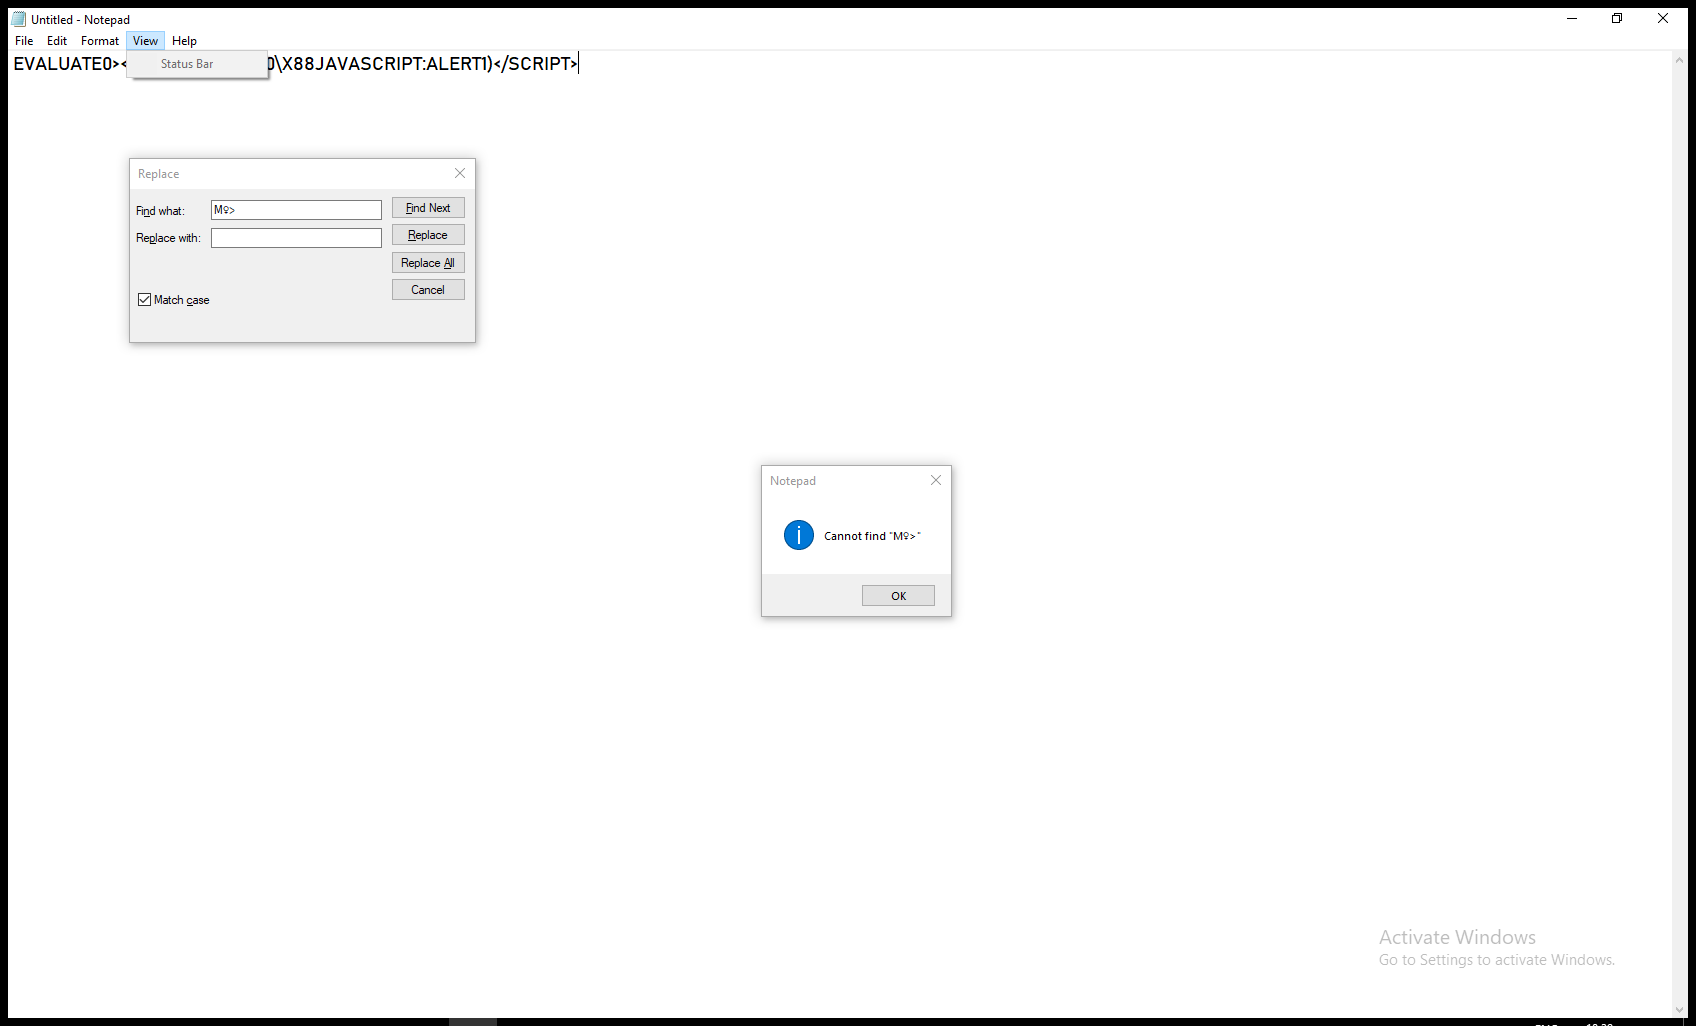 Untitled - Notepad
File Edit Format View Help
EVALUATE0>< \X88JAVASCRIPT:ALERT1)</SCRIPT>
Status Bar
Replace
Find what: M♀> Find Next
Replace with: Replace
Replace All
Cancel
Match case
Notepad
Cannot find "M♀>"
OK
Activate Windows
Go to Settings to activate Windows.